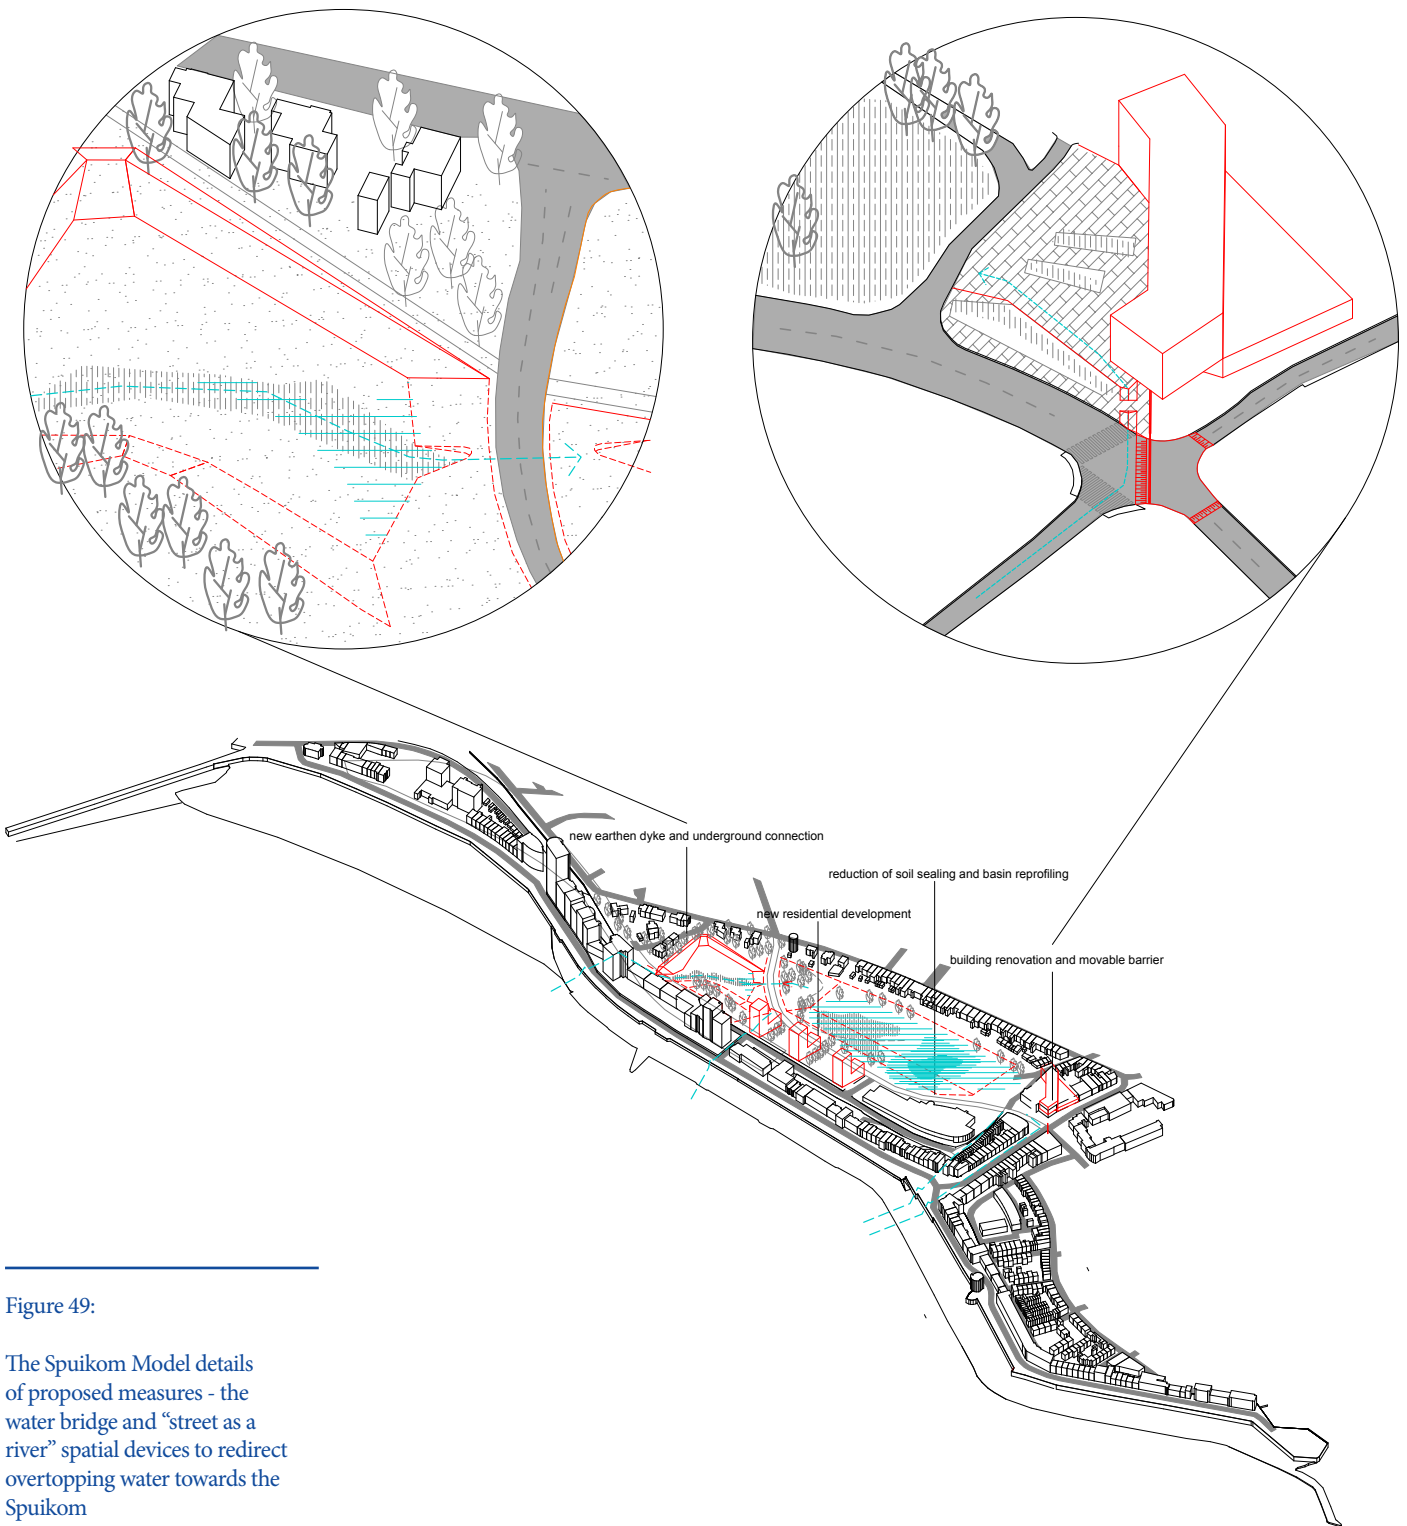 new earthen dyke and underground connection
reduction of soil sealing and basin reprofiling
new residential development
building renovation and movable barrier
Figure 49:
The Spuikom Model details
of proposed measures - the
water bridge and “street as a
river” spatial devices to redirect
overtopping water towards the
Spuikom